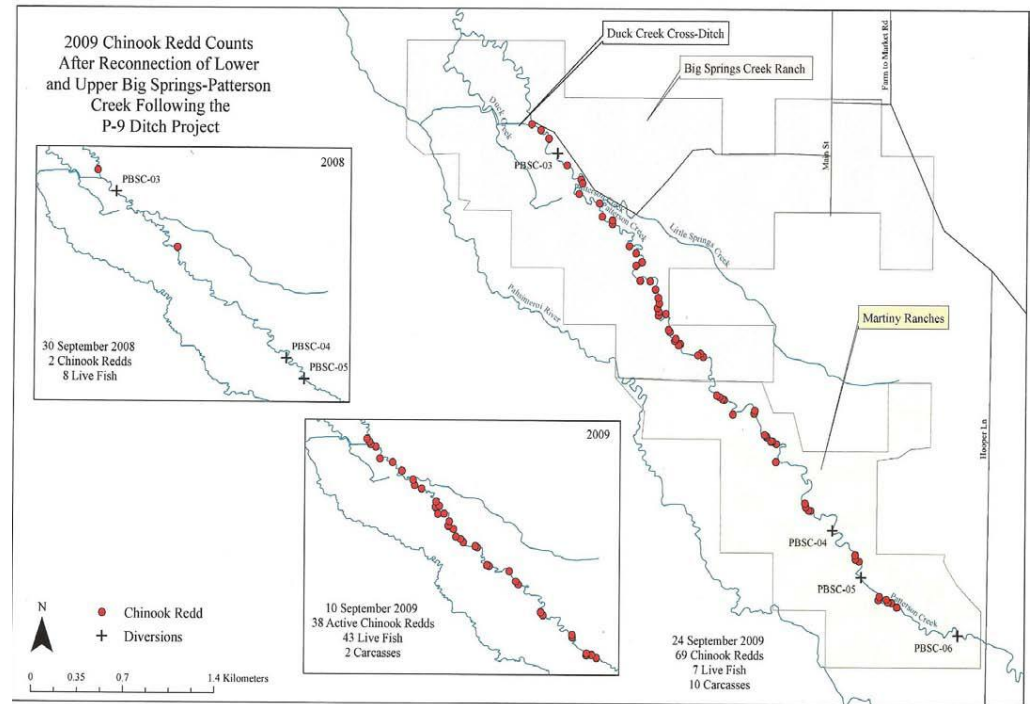 2009 Chinook Redd Counts
After Reconnection of Lower
and Upper Big Springs-Patterson
Creek Following the
P-9 Ditch Project
Duck Creek Cross-Ditch
Big Springs Creek Ranch
Farm to Market Rd
Main St
Duck Creek
PBSC-03
Patterson Creek
Patterson Creek
Little Springs Creek
Pahsimeroi River
Martiny Ranches
Hooper Ln
PBSC-04
PBSC-05
Patterson Creek
PBSC-06
2008
PBSC-03
PBSC-04
PBSC-05
30 September 2008
2 Chinook Redds
8 Live Fish
2009
10 September 2009
38 Active Chinook Redds
43 Live Fish
2 Carcasses
24 September 2009
69 Chinook Redds
7 Live Fish
10 Carcasses
N
Chinook Redd
Diversions
0 0.35 0.7 1.4 Kilometers